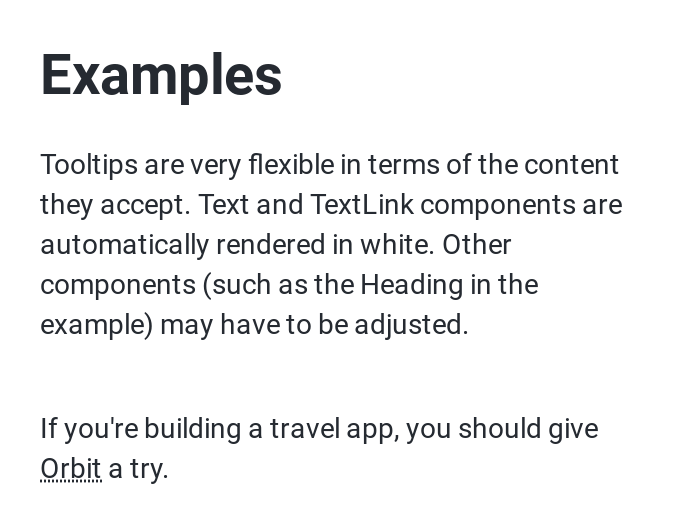 Examples
Tooltips are very flexible in terms of the content
they accept. Text and TextLink components are
automatically rendered in white. Other
components (such as the Heading in the
example) may have to be adjusted.
If you're building a travel app, you should give
Orbit a try.